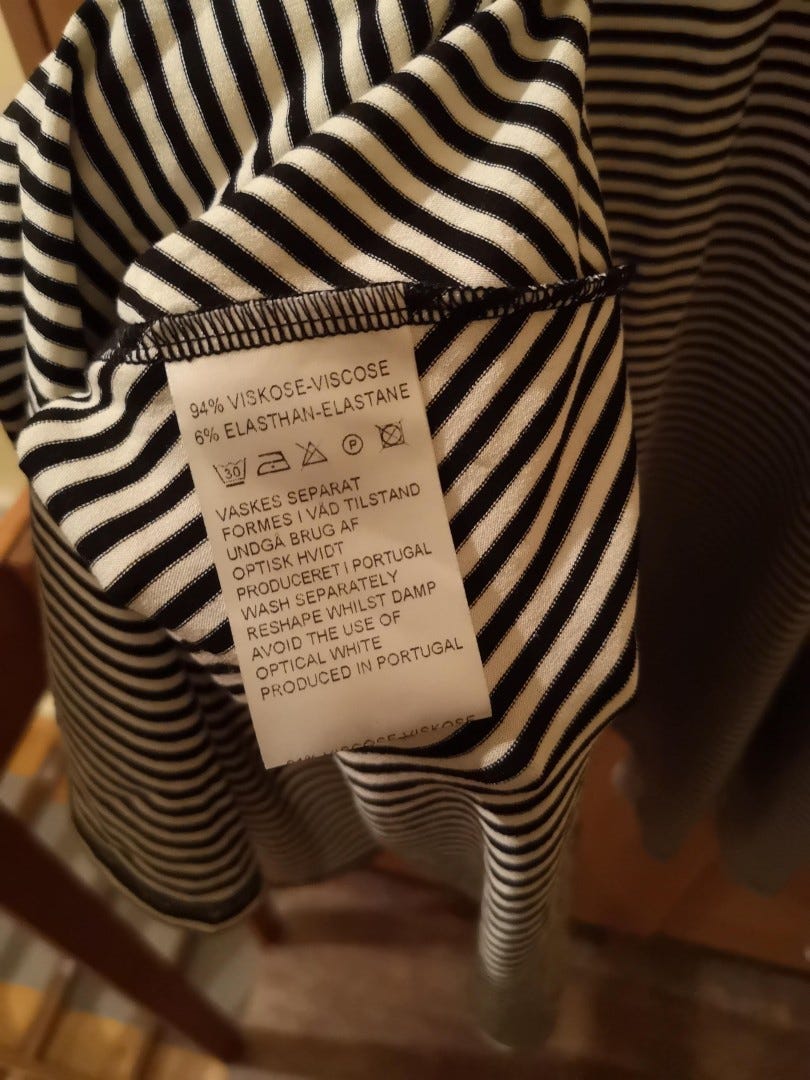 94% VISKOSE-VISCOSE
6% ELASTHAN-ELASTANE
30 P
VASKES SEPARAT
FORMES I VÅD TILSTAND
UNDGÅ BRUG AF
OPTISK HVIDT
PRODUCERET I PORTUGAL
WASH SEPARATELY
RESHAPE WHILST DAMP
AVOID THE USE OF
OPTICAL WHITE
PRODUCED IN PORTUGAL